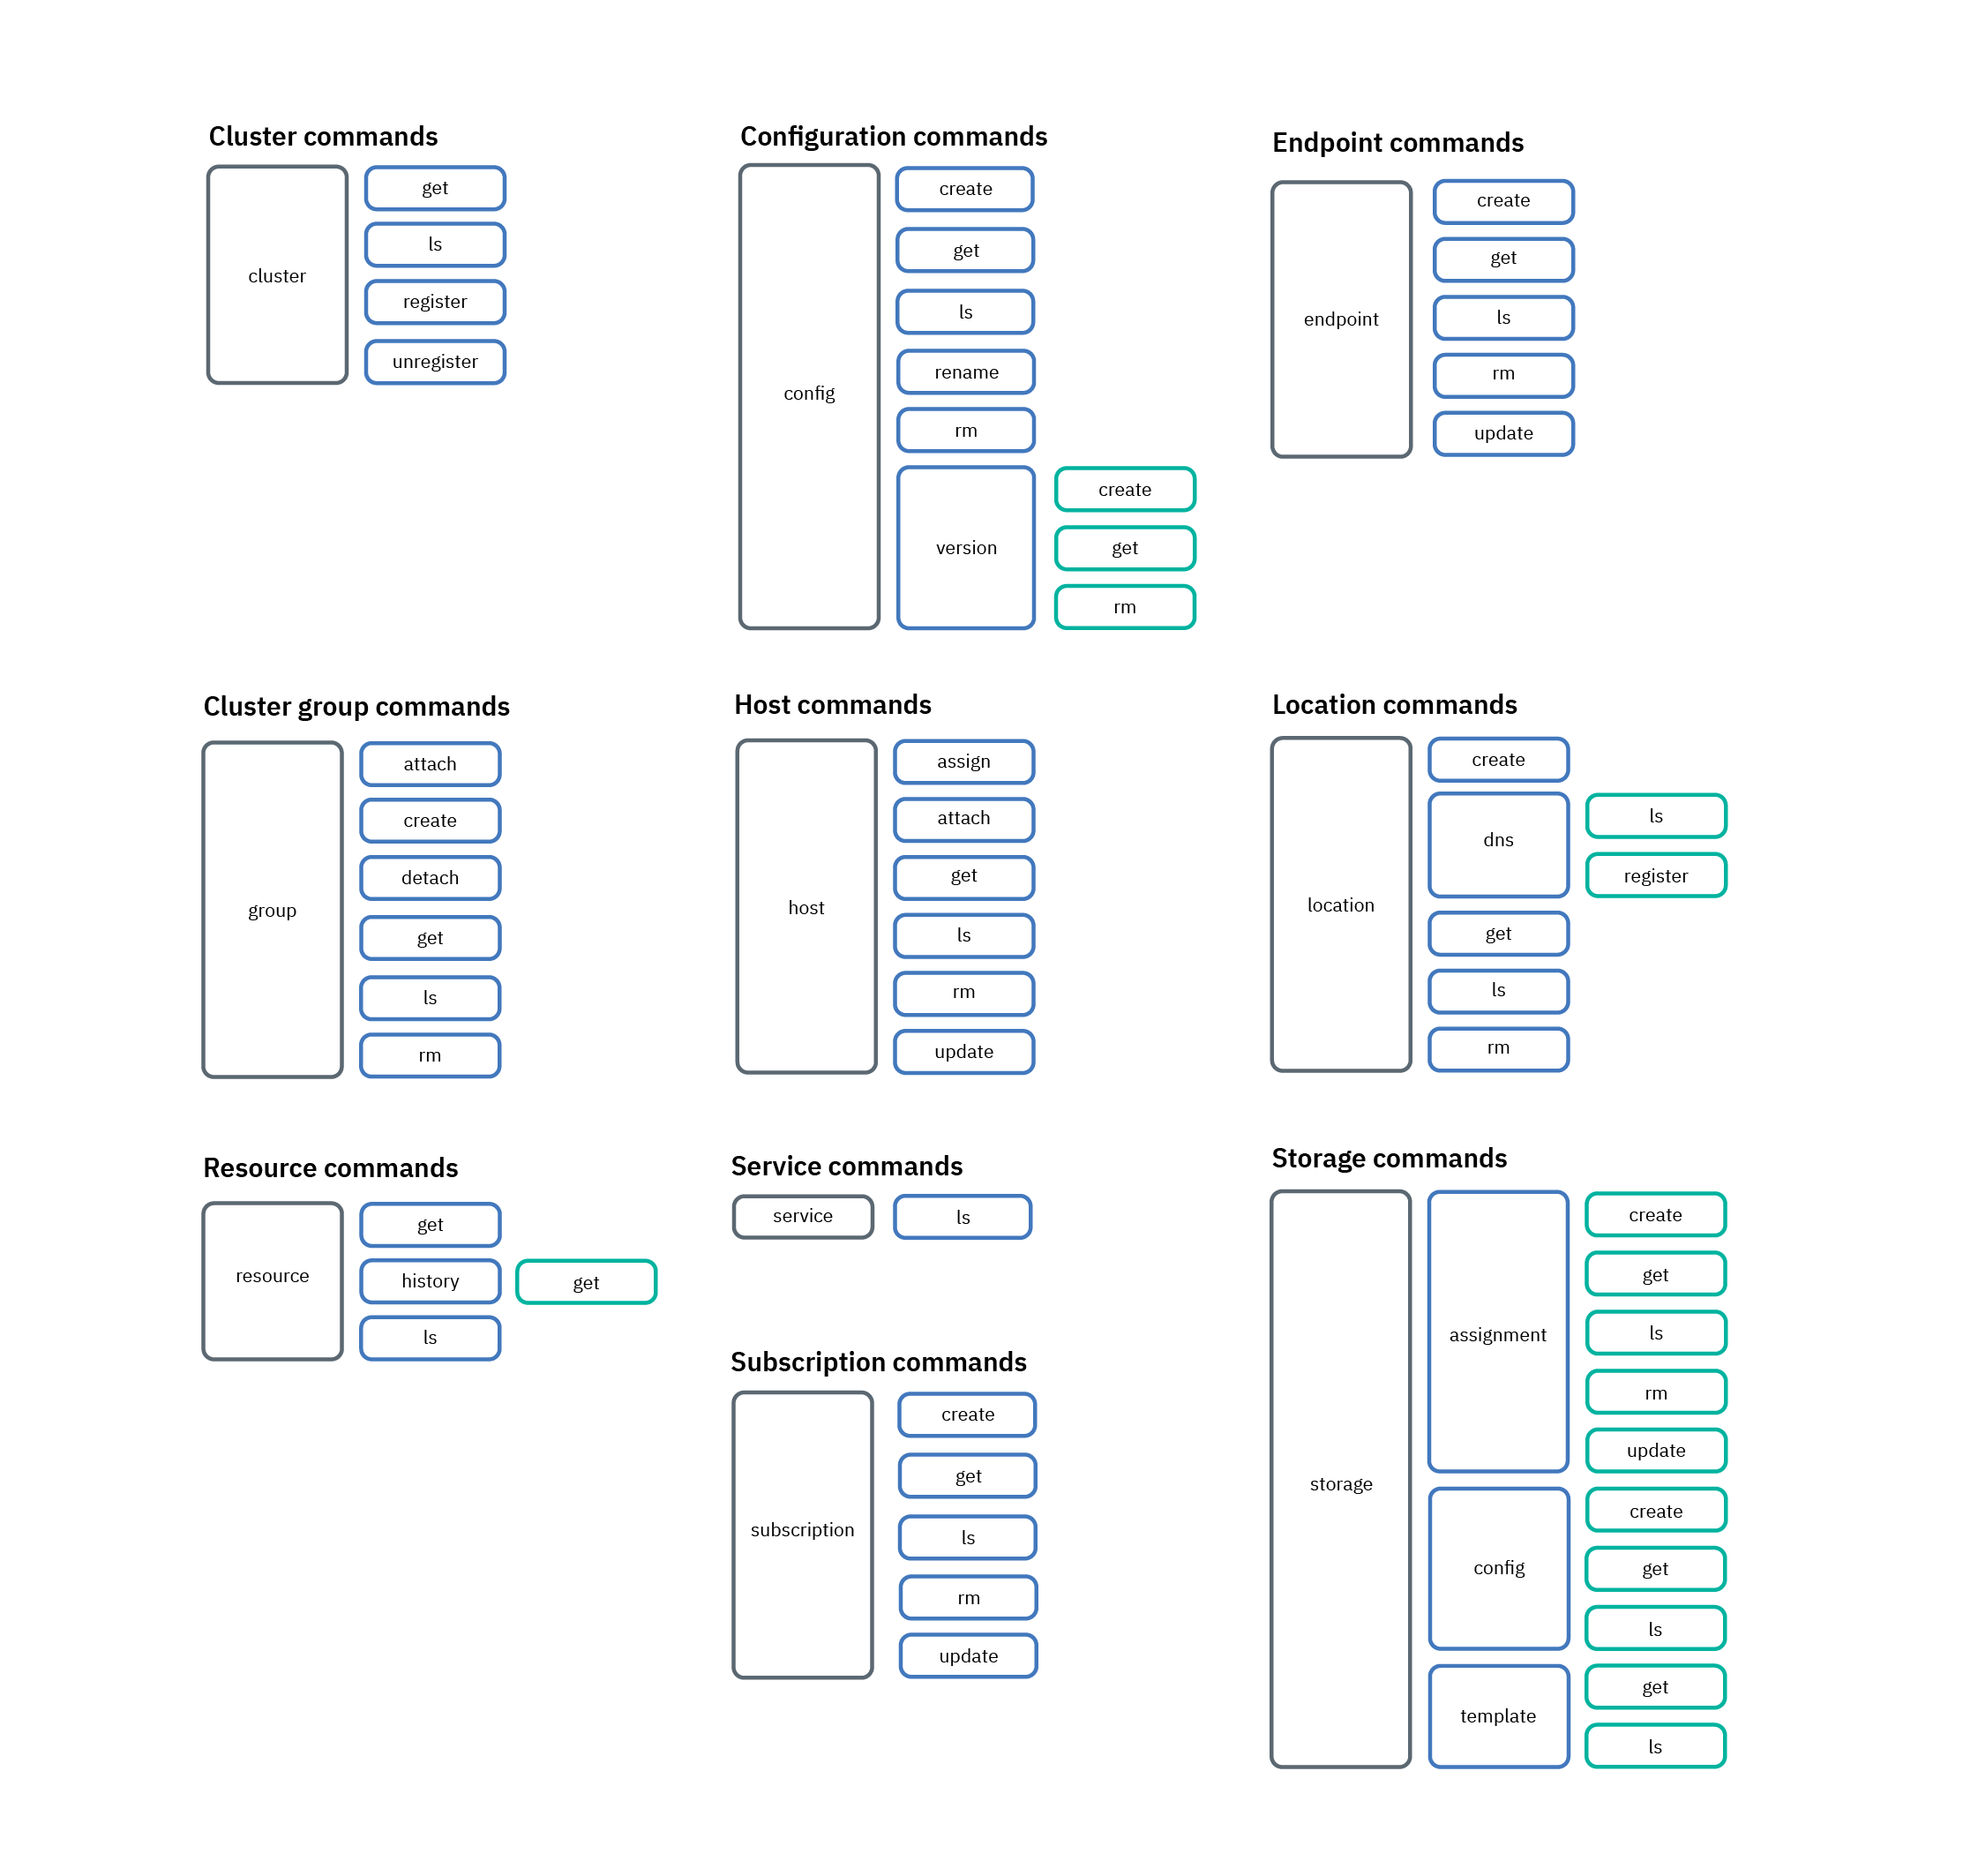 Cluster commands
cluster
get
ls
register
unregister
Configuration commands
config
create
get
ls
rename
rm
version
create
get
rm
Endpoint commands
endpoint
create
get
ls
rm
update
Cluster group commands
group
attach
create
detach
get
ls
rm
Host commands
host
assign
attach
get
ls
rm
update
Location commands
location
create
dns
ls
register
get
ls
rm
Resource commands
resource
get
history
get
ls
Service commands
service
ls
Subscription commands
subscription
create
get
ls
rm
update
Storage commands
storage
assignment
create
get
ls
rm
update
config
create
get
ls
template
get
ls